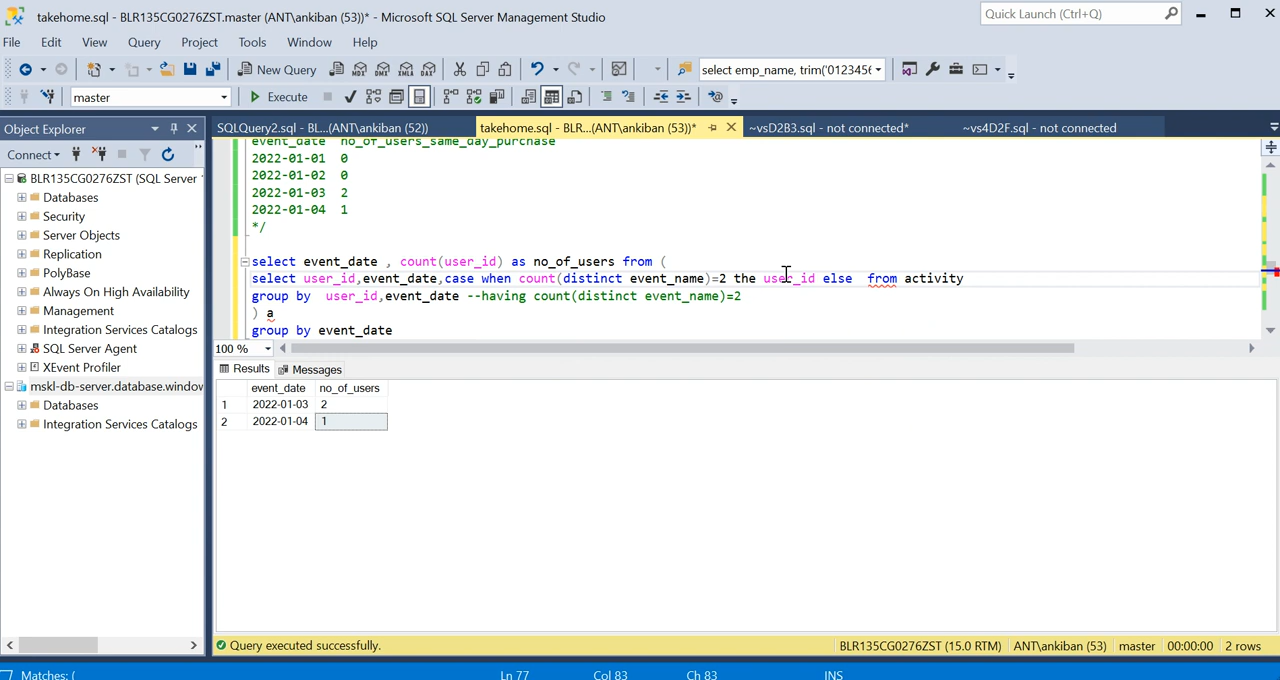 takehome.sql - BLR135CG0276ZST.master (ANT\ankiban (53))* - Microsoft SQL Server Management Studio
Quick Launch (Ctrl+Q)
File Edit View Query Project Tools Window Help
New Query MDX DMX XMLA DAX select emp_name, trim('0123456
master Execute
Object Explorer
SQLQuery2.sql - BL...(ANT\ankiban (52)) takehome.sql - BLR...(ANT\ankiban (53))* ~vsD2B3.sql - not connected* ~vs4D2F.sql - not connected
Connect
BLR135CG0276ZST (SQL Server
Databases
Security
Server Objects
Replication
PolyBase
Always On High Availability
Management
Integration Services Catalogs
SQL Server Agent
XEvent Profiler
mskl-db-server.database.window
Databases
Integration Services Catalogs
event_date no_of_users_same_day_purchase
2022-01-01 0
2022-01-02 0
2022-01-03 2
2022-01-04 1
*/
select event_date , count(user_id) as no_of_users from (
select user_id,event_date,case when count(distinct event_name)=2 the user_id else from activity
group by user_id,event_date --having count(distinct event_name)=2
) a
group by event_date
100 %
Results Messages
event_date no_of_users
1 2022-01-03 2
2 2022-01-04 1
Query executed successfully. BLR135CG0276ZST (15.0 RTM) ANT\ankiban (53) master 00:00:00 2 rows
Matches: ( Ln 77 Col 83 Ch 83 INS